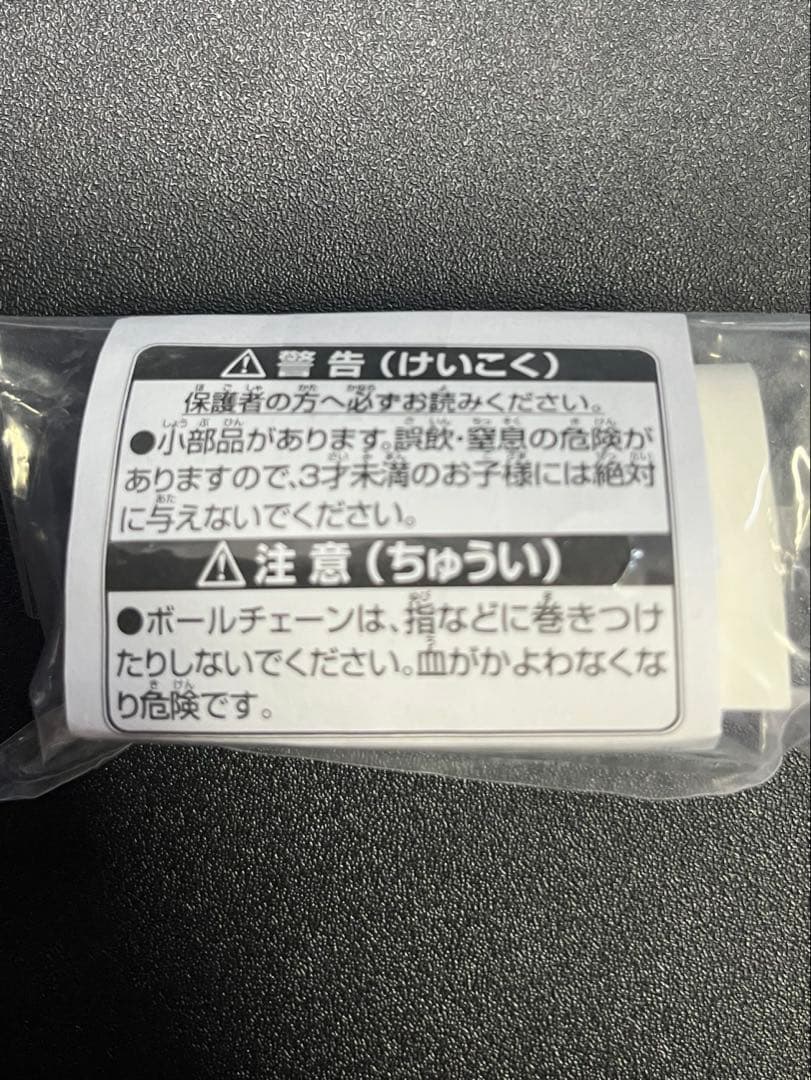 ⚠警告(けいこく)
保護者の方へ必ずお読みください。
●小部品があります。誤飲・窒息の危険が
ありますので、3才未満のお子様には絶対
に与えないでください。
⚠注意(ちゅうい)
●ボールチェーンは、指などに巻きつけ
たりしないでください。血がかよわなくな
り危険です。